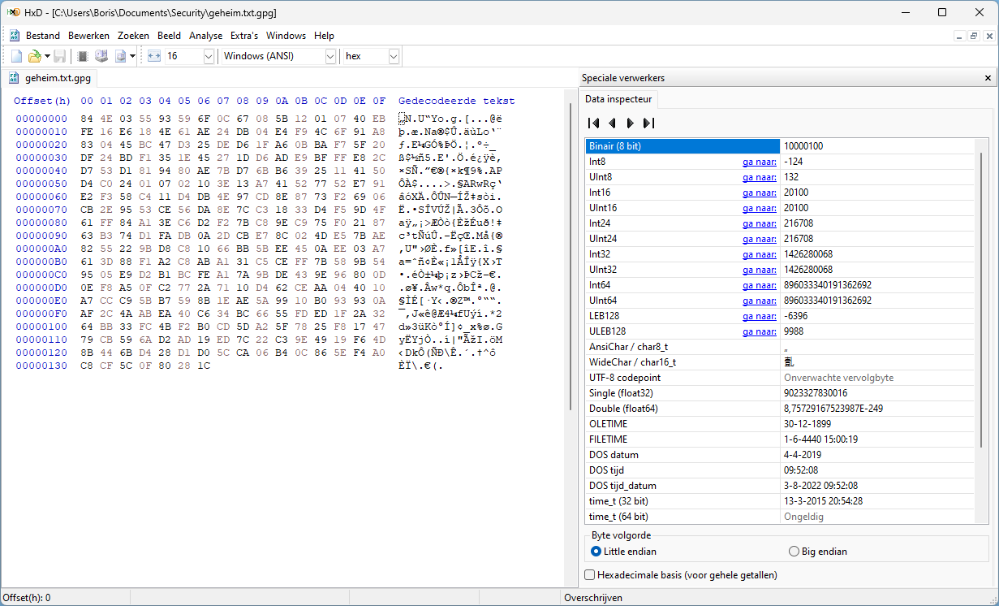 HxD - [C:\Users\Boris\Documents\Security\geheim.txt.gpg]
Bestand Bewerken Zoeken Beeld Analyse Extra's Windows Help
16 Windows (ANSI) hex
geheim.txt.gpg
Offset(h) 00 01 02 03 04 05 06 07 08 09 0A 0B 0C 0D 0E 0F Gedecodeerde tekst
00000000 84 4E 03 55 93 59 6F 0C 67 08 5B 12 01 07 40 EB „N.U“Yo.g.[...@ë
00000010 FE 16 E6 18 4E 61 AE 24 DB 04 E4 F9 4C 6F 91 A8 þ.æ.Na®$Û.äùLo‘¨
00000020 83 04 45 BC 47 D3 25 DE D6 1F A6 0B BA F7 5F 20 ƒ.E¼GÓ%ÞÖ.¦.º÷_
00000030 DF 24 BD F1 35 1E 45 27 1D D6 AD E9 BF FF E8 2C ß$½ñ5.E'.Ö.é¿ÿè,
00000040 D7 53 D1 81 94 80 AE 7B D7 6B B6 39 25 11 41 50 ×SÑ.”€®{×k¶9%.AP
00000050 D4 C0 24 01 07 02 10 3E 13 A7 41 52 77 52 E7 91 ÔÀ$....>.§ARwRç‘
00000060 E2 F3 58 C4 11 D4 DB 4E 97 CD 8E 87 73 F2 69 06 âóXÄ.ÔÛN—ÍŽ‡sòi.
00000070 CB 2E 95 53 CE 56 DA 8E 7C C3 18 33 D4 F5 9D 4F Ë.•SÎVÚŽ|Ã.3Ôõ.O
00000080 61 FF 84 A1 3E C6 D2 F2 7B C8 9E C9 75 F0 21 87 aÿ„¡>ÆÒò{ÈžÉuð!‡
00000090 63 B3 74 D1 FA DB 0A 2D CB E7 8C 02 4D E5 7B AE c³tÑúÛ.-ËçŒ.Må{®
000000A0 82 55 22 9B D8 C8 10 66 BB 5B EE 45 0A EE 03 A7 ‚U"›ØÈ.f»[îE.î.§
000000B0 61 3D 88 F1 A2 C8 AB A1 31 C5 CE FF 7B 58 9B 54 a=ˆñ¢È«¡1ÅÎÿ{X›T
000000C0 95 05 E9 D2 B1 BC FE A1 7A 9B DE 43 9E 96 80 0D •.éÒ±¼þ¡z›ÞCž–€.
000000D0 0E F8 A5 0F C2 77 2A 71 10 D4 62 CE AA 04 40 10 .ø¥.Âw*q.ÔbÎª.@.
000000E0 A7 CC C9 5B B7 59 8B 1E AE 5A 99 10 B0 93 93 0A §ÌÉ[·Y‹.®Z™.°““.
000000F0 AF 2C 4A AB EA 40 C6 34 BC 66 55 FD ED 1F 2A 32 ¯,J«ê@Æ4¼fUýí.*2
00000100 64 BB 33 FC 4B F2 B0 CD 5D A2 5F 78 25 F8 17 47 d»3üKò°Í]¢_x%ø.G
00000110 79 CB 59 6A D2 AD 19 ED 7C 22 C3 9E 49 19 F6 4D yËYjÒ..í|"ÃžI.öM
00000120 8B 44 6B D4 28 D1 D0 5C CA 06 B4 0C 86 5E F4 A0 ‹DkÔ(ÑÐ\Ê.´.†^ô
00000130 C8 CF 5C 0F 80 28 1C ÈÏ\.€(.
Speciale verwerkers
Data inspecteur
Binair (8 bit) 10000100
Int8 ga naar: -124
UInt8 ga naar: 132
Int16 ga naar: 20100
UInt16 ga naar: 20100
Int24 ga naar: 216708
UInt24 ga naar: 216708
Int32 ga naar: 1426280068
UInt32 ga naar: 1426280068
Int64 ga naar: 896033340191362692
UInt64 ga naar: 896033340191362692
LEB128 ga naar: -6396
ULEB128 ga naar: 9988
AnsiChar / char8_t „
WideChar / char16_t 亄
UTF-8 codepoint Onverwachte vervolgbyte
Single (float32) 9023327830016
Double (float64) 8,75729167523987E-249
OLETIME 30-12-1899
FILETIME 1-6-4440 15:00:19
DOS datum 4-4-2019
DOS tijd 09:52:08
DOS tijd_datum 3-8-2022 09:52:08
time_t (32 bit) 13-3-2015 20:54:28
time_t (64 bit) Ongeldig
Byte volgorde
Little endian Big endian
Hexadecimale basis (voor gehele getallen)
Offset(h): 0 Overschrijven